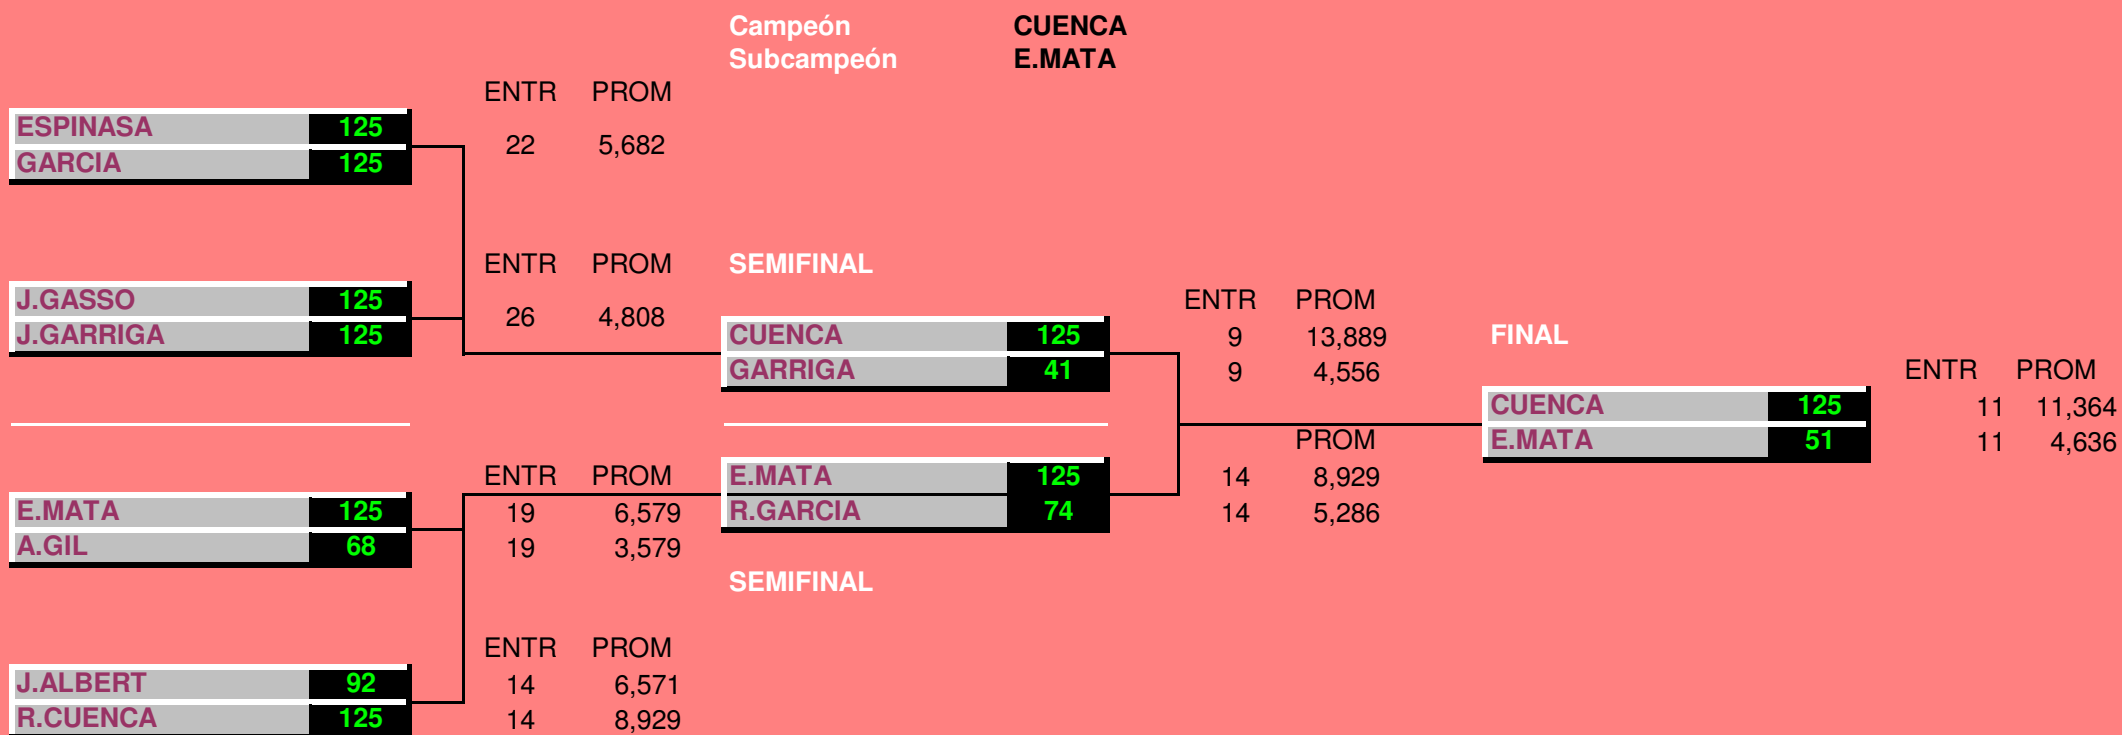 Campeón CUENCA
Subcampeón E.MATA
ENTR PROM
ESPINASA 125
22 5,682
GARCIA 125
ENTR PROM SEMIFINAL
J.GASSO 125
26 4,808
J.GARRIGA 125
ENTR PROM
CUENCA 125 9 13,889
GARRIGA 41 9 4,556
FINAL
ENTR PROM
CUENCA 125 11 11,364
E.MATA 51 11 4,636
PROM
E.MATA 125 14 8,929
R.GARCIA 74 14 5,286
ENTR PROM
E.MATA 125 19 6,579
A.GIL 68 19 3,579
SEMIFINAL
ENTR PROM
J.ALBERT 92 14 6,571
R.CUENCA 125 14 8,929